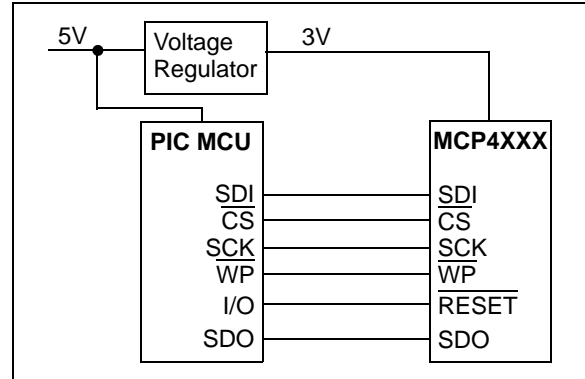 5V
Voltage
Regulator
3V
PIC MCU
MCP4XXX
SDI
SDI
CS
CS
SCK
SCK
WP
WP
I/O
RESET
SDO
SDO